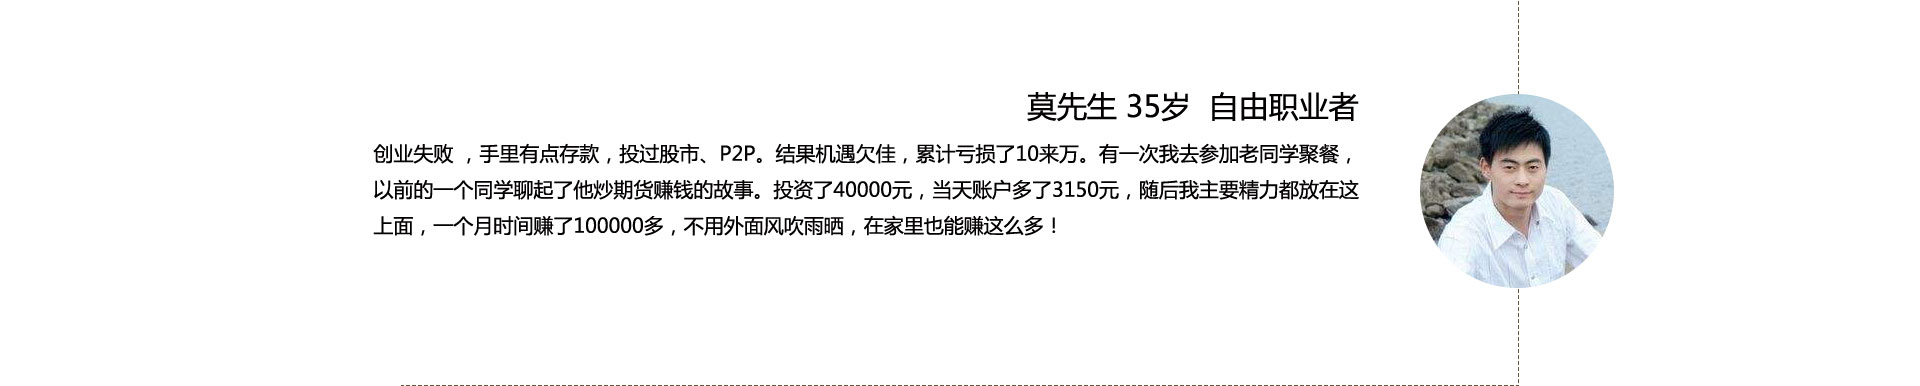 莫先生 35岁 自由职业者
创业失败 ，手里有点存款，投过股市、P2P。结果机遇欠佳，累计亏损了10来万。有一次我去参加老同学聚餐，
以前的一个同学聊起了他炒期货赚钱的故事。投资了40000元，当天账户多了3150元，随后我主要精力都放在这
上面，一个月时间赚了100000多，不用外面风吹雨晒，在家里也能赚这么多！